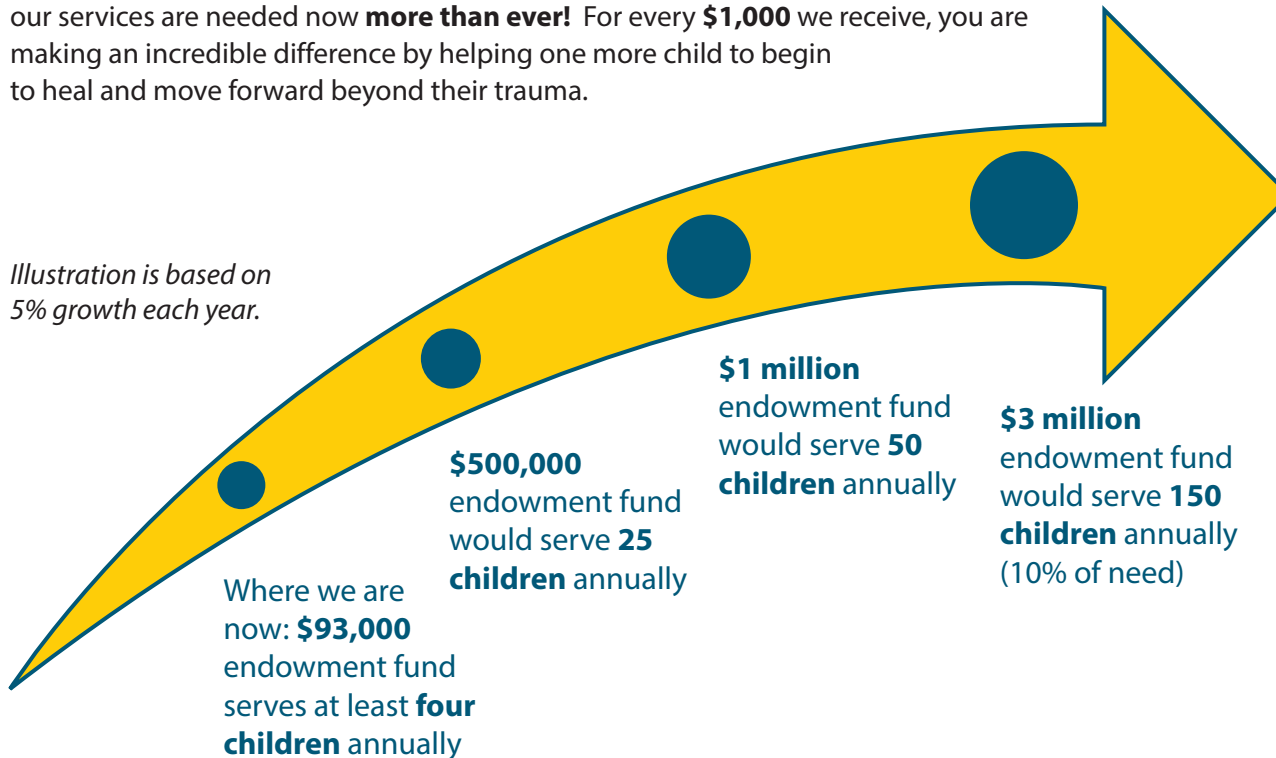 our services are needed now more than ever! For every $1,000 we receive, you are
making an incredible difference by helping one more child to begin
to heal and move forward beyond their trauma.
Illustration is based on
5% growth each year.
Where we are
now: $93,000
endowment fund
serves at least four
children annually
$500,000
endowment fund
would serve 25
children annually
$1 million
endowment fund
would serve 50
children annually
$3 million
endowment fund
would serve 150
children annually
(10% of need)